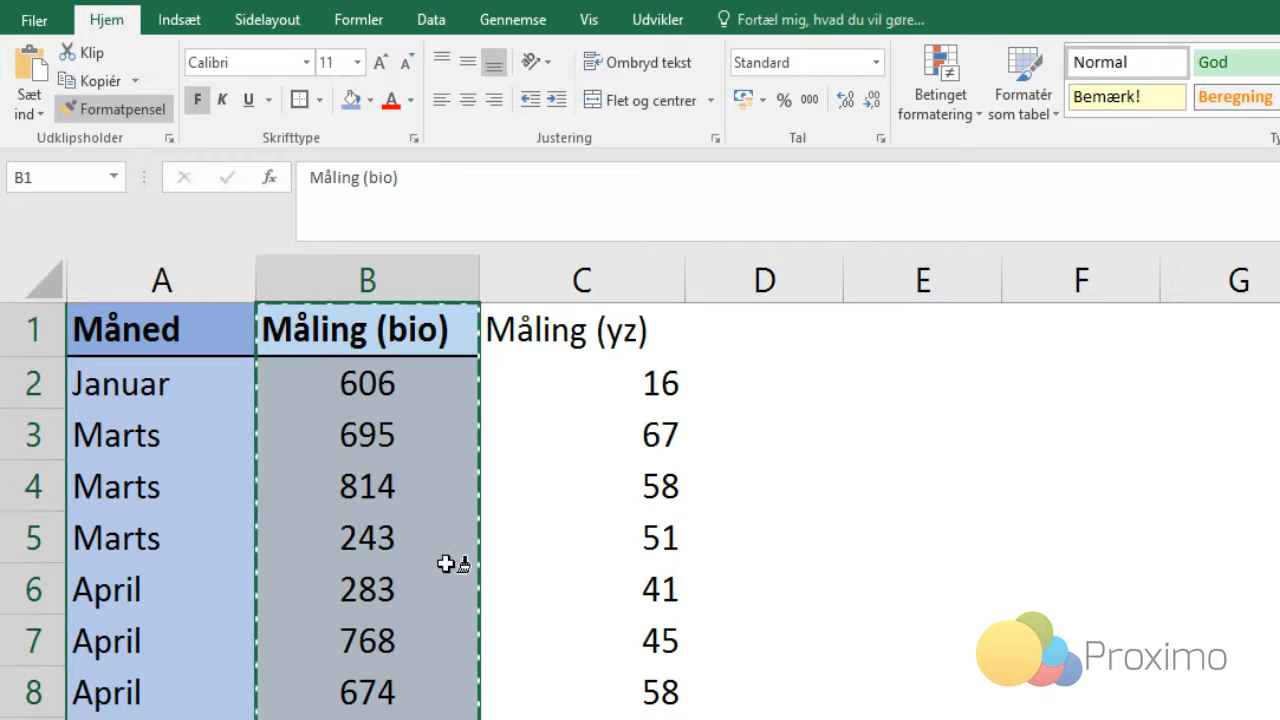 Filer Hjem Indsæt Sidelayout Formler Data Gennemse Vis Udvikler Fortæl mig, hvad du vil gøre...
Sæt ind
Klip
Kopiér
Formatpensel
Udklipsholder
Calibri 11
F K U
Skrifttype
Ombryd tekst
Flet og centrer
Justering
Standard
% 000
,00 ,00
Tal
Betinget formatering
Formatér som tabel
Normal God
Bemærk! Beregning
B1 fx Måling (bio)
A B C D E F G
1 Måned Måling (bio) Måling (yz)
2 Januar 606 16
3 Marts 695 67
4 Marts 814 58
5 Marts 243 51
6 April 283 41
7 April 768 45
8 April 674 58
Proximo